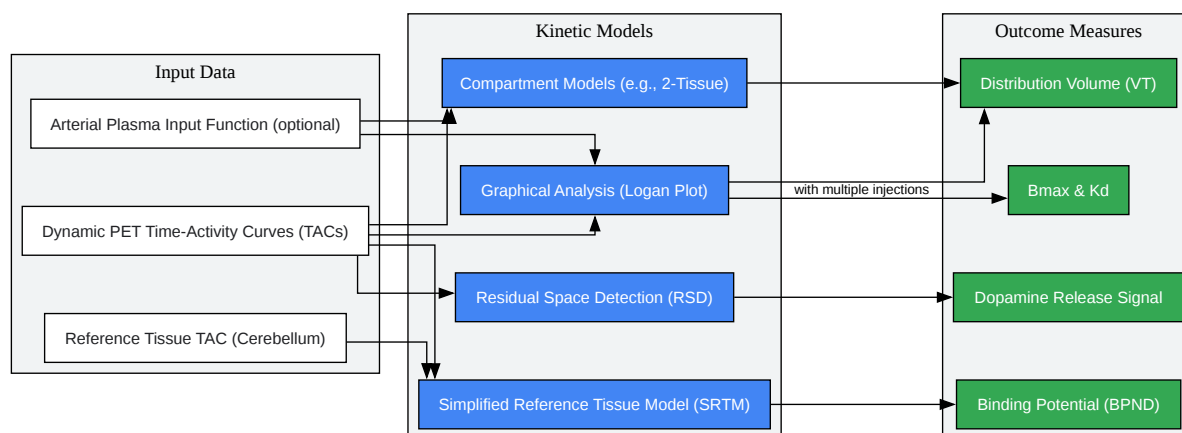 Input Data
Arterial Plasma Input Function (optional)
Dynamic PET Time-Activity Curves (TACs)
Reference Tissue TAC (Cerebellum)
Kinetic Models
Compartment Models (e.g., 2-Tissue)
Graphical Analysis (Logan Plot)
Residual Space Detection (RSD)
Simplified Reference Tissue Model (SRTM)
with multiple injections
Outcome Measures
Distribution Volume (VT)
Bmax & Kd
Dopamine Release Signal
Binding Potential (BPND)